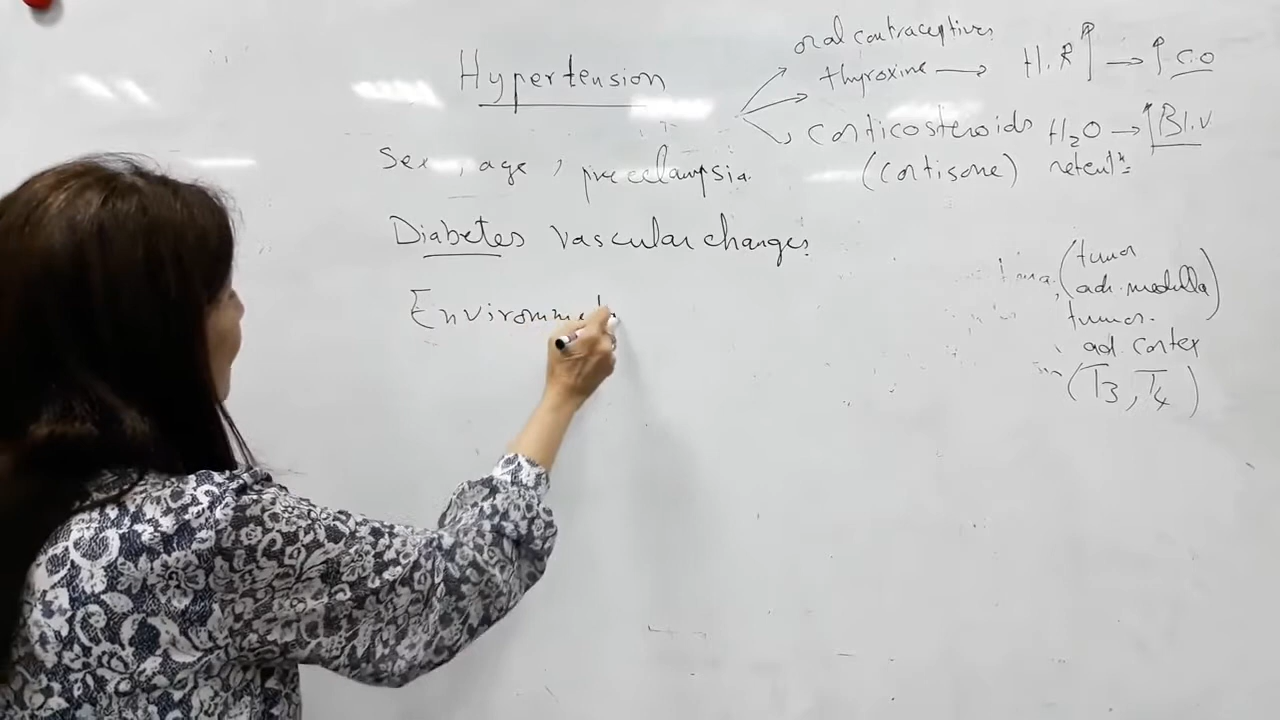 Hypertension
oral contraceptives
thyroxine → H.R↑ → ↑C.O
corticosteroids H2O → ↑Bl.V
(cortisone) retent:
Sex, age, preeclampsia.
Diabetes vascular changes
Environme
tumor
ad. medulla)
tumor.
ad. cortex
(T3, T4)